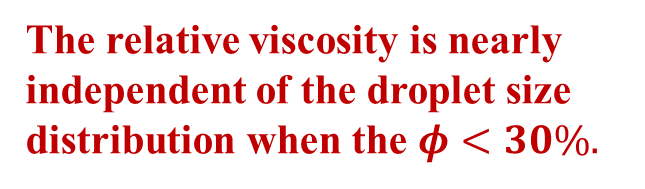 The relative viscosity is nearly
independent of the droplet size
distribution when the ϕ < 30%.